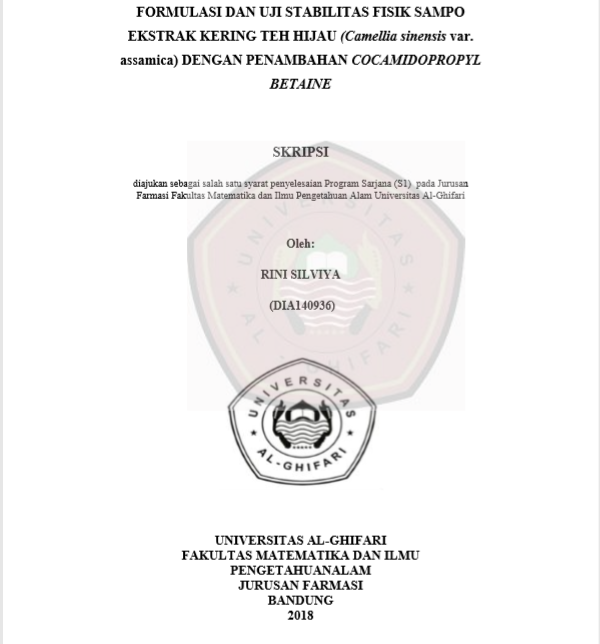 FORMULASI DAN UJI STABILITAS FISIK SAMPO
EKSTRAK KERING TEH HIJAU (Camellia sinensis var.
assamica) DENGAN PENAMBAHAN COCAMIDOPROPYL
BETAINE
SKRIPSI
diajukan sebagai salah satu syarat penyelesaian Program Sarjana (S1) pada Jurusan
Farmasi Fakultas Matematika dan Ilmu Pengetahuan Alam Universitas Al-Ghifari
Oleh:
RINI SILVIYA
(DIA140936)
UNIVERSITAS
AL - GHIFARI
UNIVERSITAS
AL-GHIFARI
UNIVERSITAS AL-GHIFARI
FAKULTAS MATEMATIKA DAN ILMU
PENGETAHUANALAM
JURUSAN FARMASI
BANDUNG
2018